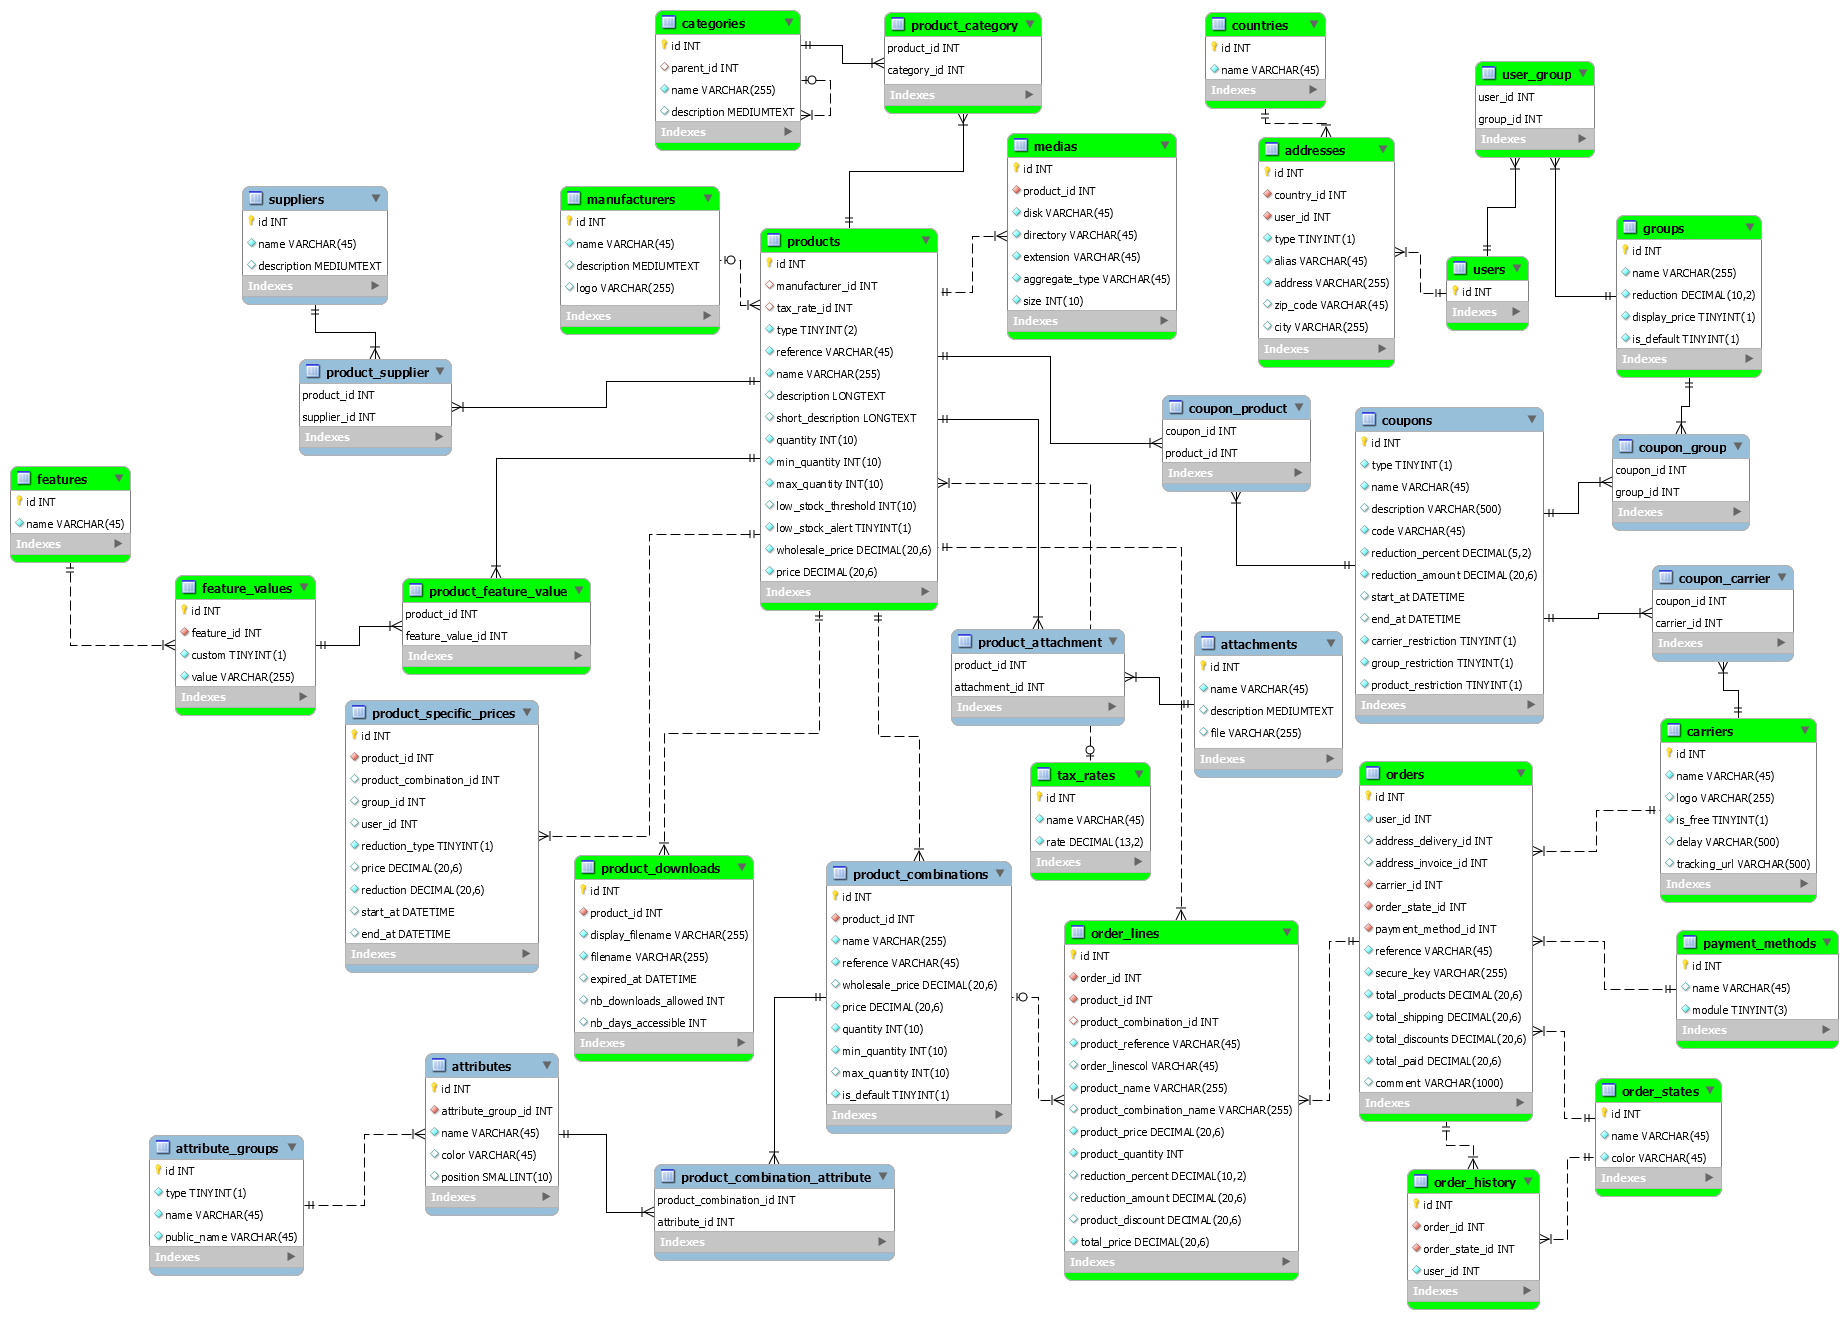 categories
id INT
parent_id INT
name VARCHAR(255)
description MEDIUMTEXT
Indexes
product_category
product_id INT
category_id INT
Indexes
countries
id INT
name VARCHAR(45)
Indexes
user_group
user_id INT
group_id INT
Indexes
medias
id INT
product_id INT
disk VARCHAR(45)
directory VARCHAR(45)
extension VARCHAR(45)
aggregate_type VARCHAR(45)
size INT(10)
Indexes
addresses
id INT
country_id INT
user_id INT
type TINYINT(1)
alias VARCHAR(45)
address VARCHAR(255)
zip_code VARCHAR(45)
city VARCHAR(255)
Indexes
suppliers
id INT
name VARCHAR(45)
description MEDIUMTEXT
Indexes
manufacturers
id INT
name VARCHAR(45)
description MEDIUMTEXT
logo VARCHAR(255)
Indexes
products
id INT
manufacturer_id INT
tax_rate_id INT
type TINYINT(2)
reference VARCHAR(45)
name VARCHAR(255)
description LONGTEXT
short_description LONGTEXT
quantity INT(10)
min_quantity INT(10)
max_quantity INT(10)
low_stock_threshold INT(10)
low_stock_alert TINYINT(1)
wholesale_price DECIMAL(20,6)
price DECIMAL(20,6)
Indexes
users
id INT
Indexes
groups
id INT
name VARCHAR(255)
reduction DECIMAL(10,2)
display_price TINYINT(1)
is_default TINYINT(1)
Indexes
product_supplier
product_id INT
supplier_id INT
Indexes
coupon_product
coupon_id INT
product_id INT
Indexes
coupons
id INT
type TINYINT(1)
name VARCHAR(45)
description VARCHAR(500)
code VARCHAR(45)
reduction_percent DECIMAL(5,2)
reduction_amount DECIMAL(20,6)
start_at DATETIME
end_at DATETIME
carrier_restriction TINYINT(1)
group_restriction TINYINT(1)
product_restriction TINYINT(1)
Indexes
coupon_group
coupon_id INT
group_id INT
Indexes
features
id INT
name VARCHAR(45)
Indexes
feature_values
id INT
feature_id INT
custom TINYINT(1)
value VARCHAR(255)
Indexes
product_feature_value
product_id INT
feature_value_id INT
Indexes
coupon_carrier
coupon_id INT
carrier_id INT
Indexes
product_attachment
product_id INT
attachment_id INT
Indexes
attachments
id INT
name VARCHAR(45)
description MEDIUMTEXT
file VARCHAR(255)
Indexes
product_specific_prices
id INT
product_id INT
product_combination_id INT
group_id INT
user_id INT
reduction_type TINYINT(1)
price DECIMAL(20,6)
reduction DECIMAL(20,6)
start_at DATETIME
end_at DATETIME
Indexes
carriers
id INT
name VARCHAR(45)
logo VARCHAR(255)
is_free TINYINT(1)
delay VARCHAR(500)
tracking_url VARCHAR(500)
Indexes
tax_rates
id INT
name VARCHAR(45)
rate DECIMAL(13,2)
Indexes
orders
id INT
user_id INT
address_delivery_id INT
address_invoice_id INT
carrier_id INT
order_state_id INT
payment_method_id INT
reference VARCHAR(45)
secure_key VARCHAR(255)
total_products DECIMAL(20,6)
total_shipping DECIMAL(20,6)
total_discounts DECIMAL(20,6)
total_paid DECIMAL(20,6)
comment VARCHAR(1000)
Indexes
product_downloads
id INT
product_id INT
display_filename VARCHAR(255)
filename VARCHAR(255)
expired_at DATETIME
nb_downloads_allowed INT
nb_days_accessible INT
Indexes
product_combinations
id INT
product_id INT
name VARCHAR(255)
reference VARCHAR(45)
wholesale_price DECIMAL(20,6)
price DECIMAL(20,6)
quantity INT(10)
min_quantity INT(10)
max_quantity INT(10)
is_default TINYINT(1)
Indexes
order_lines
id INT
order_id INT
product_id INT
product_combination_id INT
product_reference VARCHAR(45)
order_linescol VARCHAR(45)
product_name VARCHAR(255)
product_combination_name VARCHAR(255)
product_price DECIMAL(20,6)
product_quantity INT
reduction_percent DECIMAL(10,2)
reduction_amount DECIMAL(20,6)
product_discount DECIMAL(20,6)
total_price DECIMAL(20,6)
Indexes
payment_methods
id INT
name VARCHAR(45)
module TINYINT(3)
Indexes
attributes
id INT
attribute_group_id INT
name VARCHAR(45)
color VARCHAR(45)
position SMALLINT(10)
Indexes
order_states
id INT
name VARCHAR(45)
color VARCHAR(45)
Indexes
attribute_groups
id INT
type TINYINT(1)
name VARCHAR(45)
public_name VARCHAR(45)
Indexes
product_combination_attribute
product_combination_id INT
attribute_id INT
Indexes
order_history
id INT
order_id INT
order_state_id INT
user_id INT
Indexes